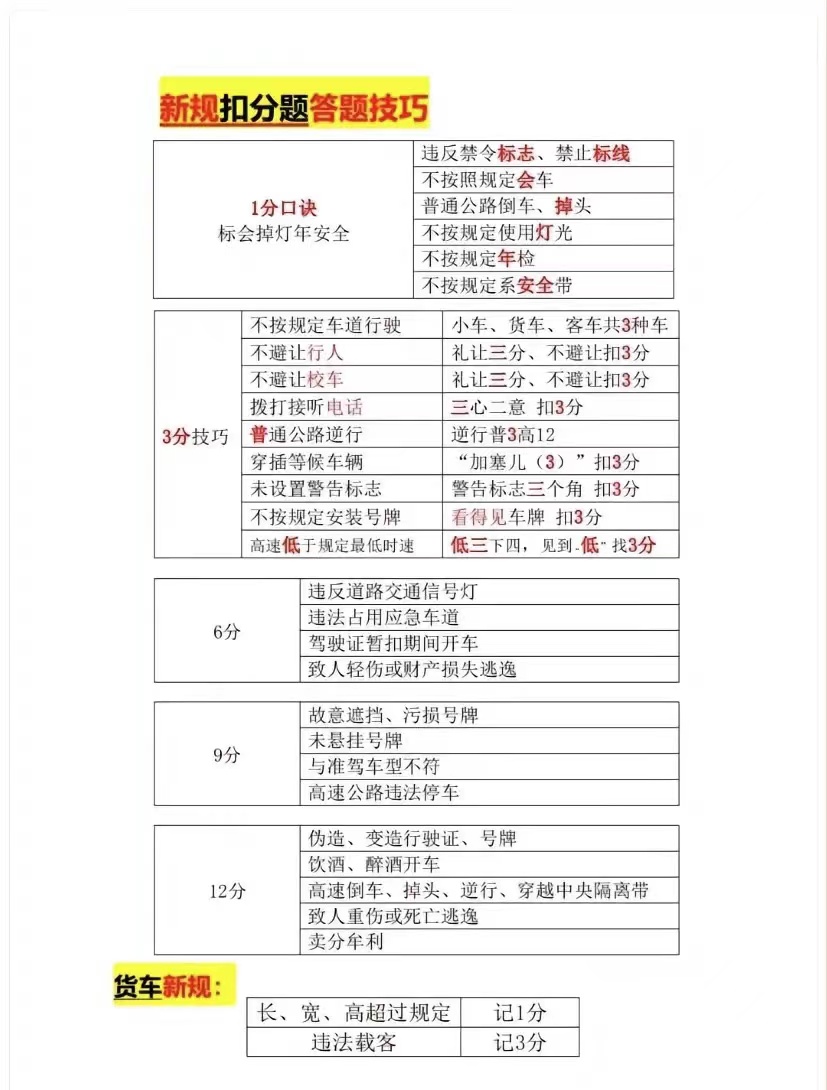 新规扣分题答题技巧
1分口诀
标会掉灯年安全
违反禁令标志、禁止标线
不按照规定会车
普通公路倒车、掉头
不按规定使用灯光
不按规定年检
不按规定系安全带
3分技巧
不按规定车道行驶 小车、货车、客车共3种车
不避让行人 礼让三分、不避让扣3分
不避让校车 礼让三分、不避让扣3分
拨打接听电话 三心二意 扣3分
普通公路逆行 逆行普3高12
穿插等候车辆 “加塞儿（3）”扣3分
未设置警告标志 警告标志三个角 扣3分
不按规定安装号牌 看得见车牌 扣3分
高速低于规定最低时速 低三下四，见到“低”找3分
6分
违反道路交通信号灯
违法占用应急车道
驾驶证暂扣期间开车
致人轻伤或财产损失逃逸
9分
故意遮挡、污损号牌
未悬挂号牌
与准驾车型不符
高速公路违法停车
12分
伪造、变造行驶证、号牌
饮酒、醉酒开车
高速倒车、掉头、逆行、穿越中央隔离带
致人重伤或死亡逃逸
卖分牟利
货车新规：
长、宽、高超过规定 记1分
违法载客 记3分